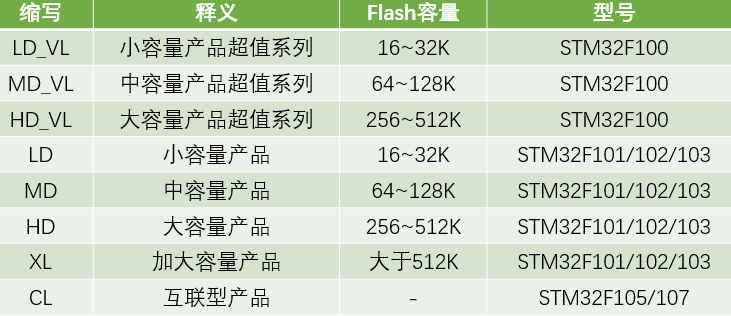 缩写 释义 Flash容量 型号
LD_VL 小容量产品超值系列 16~32K STM32F100
MD_VL 中容量产品超值系列 64~128K STM32F100
HD_VL 大容量产品超值系列 256~512K STM32F100
LD 小容量产品 16~32K STM32F101/102/103
MD 中容量产品 64~128K STM32F101/102/103
HD 大容量产品 256~512K STM32F101/102/103
XL 加大容量产品 大于512K STM32F101/102/103
CL 互联型产品 - STM32F105/107